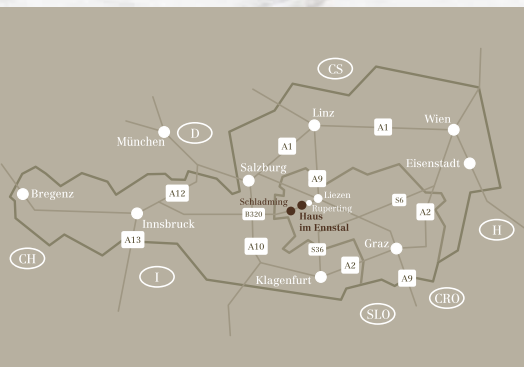 CS
Linz
A1
Wien
München
D
A1
Eisenstadt
Salzburg
A9
Liezen
Bregenz
A12
Schladming
Ruperting
S6
A2
B320
Haus
im Ennstal
Innsbruck
H
A13
A10
S36
Graz
CH
I
Klagenfurt
A2
A9
CRO
SLO